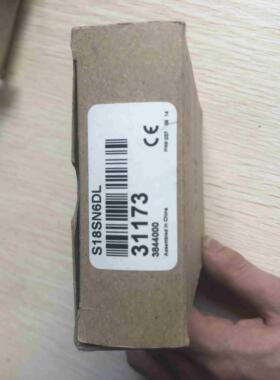 S18SN6DL
31173
3844000
Assembled in China
CE